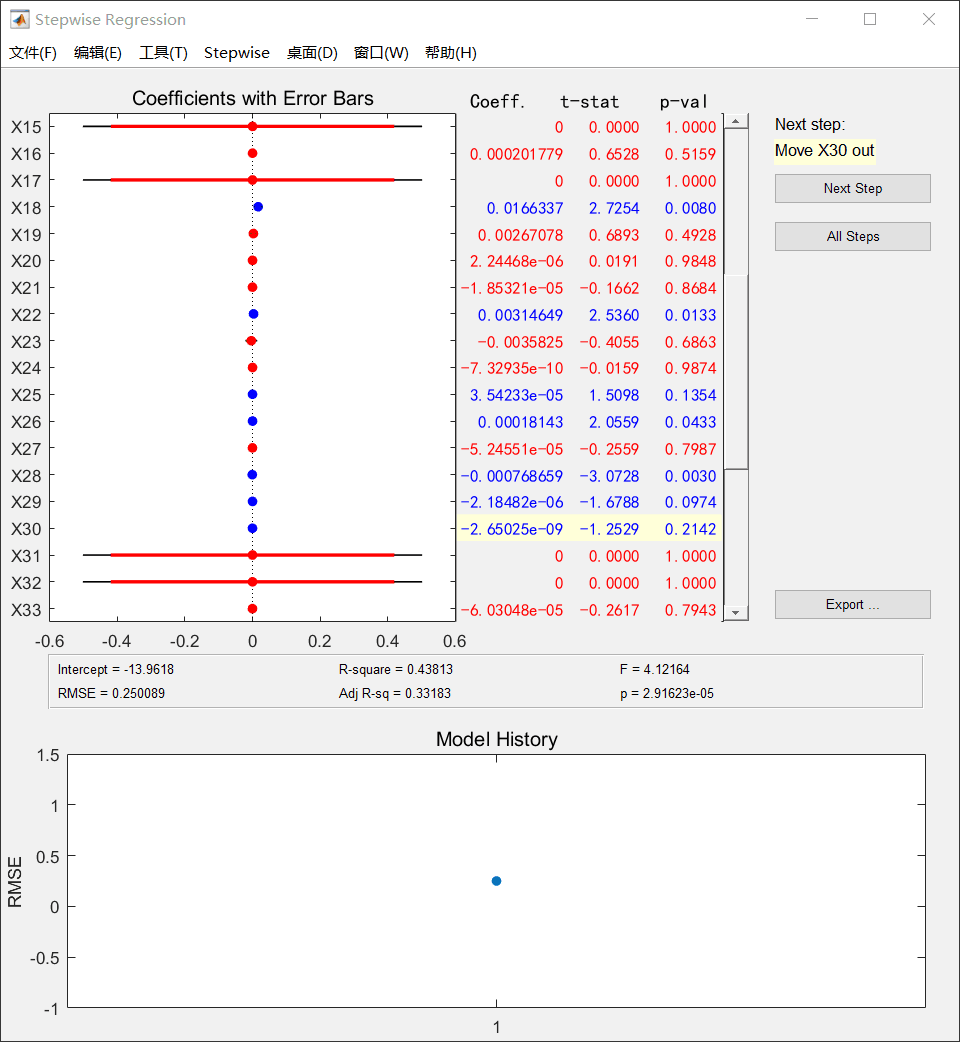 Stepwise Regression
文件(F) 编辑(E) 工具(T) Stepwise 桌面(D) 窗口(W) 帮助(H)
Coefficients with Error Bars Coeff. t-stat p-val
X15 0 0.0000 1.0000
X16 0.000201779 0.6528 0.5159
X17 0 0.0000 1.0000
X18 0.0166337 2.7254 0.0080
X19 0.00267078 0.6893 0.4928
X20 2.24468e-06 0.0191 0.9848
X21 -1.85321e-05 -0.1662 0.8684
X22 0.00314649 2.5360 0.0133
X23 -0.0035825 -0.4055 0.6863
X24 -7.32935e-10 -0.0159 0.9874
X25 3.54233e-05 1.5098 0.1354
X26 0.00018143 2.0559 0.0433
X27 -5.24551e-05 -0.2559 0.7987
X28 -0.000768659 -3.0728 0.0030
X29 -2.18482e-06 -1.6788 0.0974
X30 -2.65025e-09 -1.2529 0.2142
X31 0 0.0000 1.0000
X32 0 0.0000 1.0000
X33 -6.03048e-05 -0.2617 0.7943
-0.6 -0.4 -0.2 0 0.2 0.4 0.6
Next step:
Move X30 out
Next Step
All Steps
Export ...
Intercept = -13.9618 R-square = 0.43813 F = 4.12164
RMSE = 0.250089 Adj R-sq = 0.33183 p = 2.91623e-05
Model History
1.5
1
0.5
0
-0.5
-1
RMSE
1